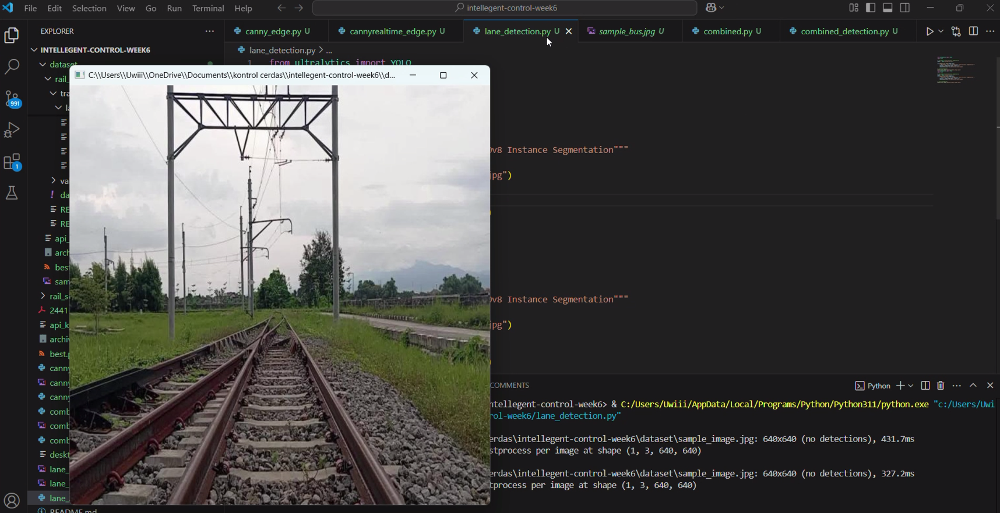 File Edit Selection View Go Run Terminal Help
intellegent-control-week6
EXPLORER
INTELLEGENT-CONTROL-WEEK6
dataset
rail_
tra
va
da
RE
RE
api_
arch
best
sam
rail_s
2441
api_k
archi
best.p
canny
canny
canny
comb
comb
comb
deskt
lane_
lane_
lane_
README.md
991
1
canny_edge.py U
cannyrealtime_edge.py U
lane_detection.py U
sample_bus.jpg U
combined.py U
combined_detection.py U
lane_detection.py > ...
1 from ultralytics import YOLO
C:\\Users\\Uwiii\\OneDrive\\Documents\\kontrol cerdas\\intellegent-control-week6\\d...
v8 Instance Segmentation"""
jpg")
)
v8 Instance Segmentation"""
jpg")
)
COMMENTS
Python
ntellegent-control-week6> & C:/Users/Uwiii/AppData/Local/Programs/Python/Python311/python.exe "c:/Users/Uwi
rol-week6/lane_detection.py"
erdas\intellegent-control-week6\dataset\sample_image.jpg: 640x640 (no detections), 431.7ms
stprocess per image at shape (1, 3, 640, 640)
erdas\intellegent-control-week6\dataset\sample_image.jpg: 640x640 (no detections), 327.2ms
tprocess per image at shape (1, 3, 640, 640)